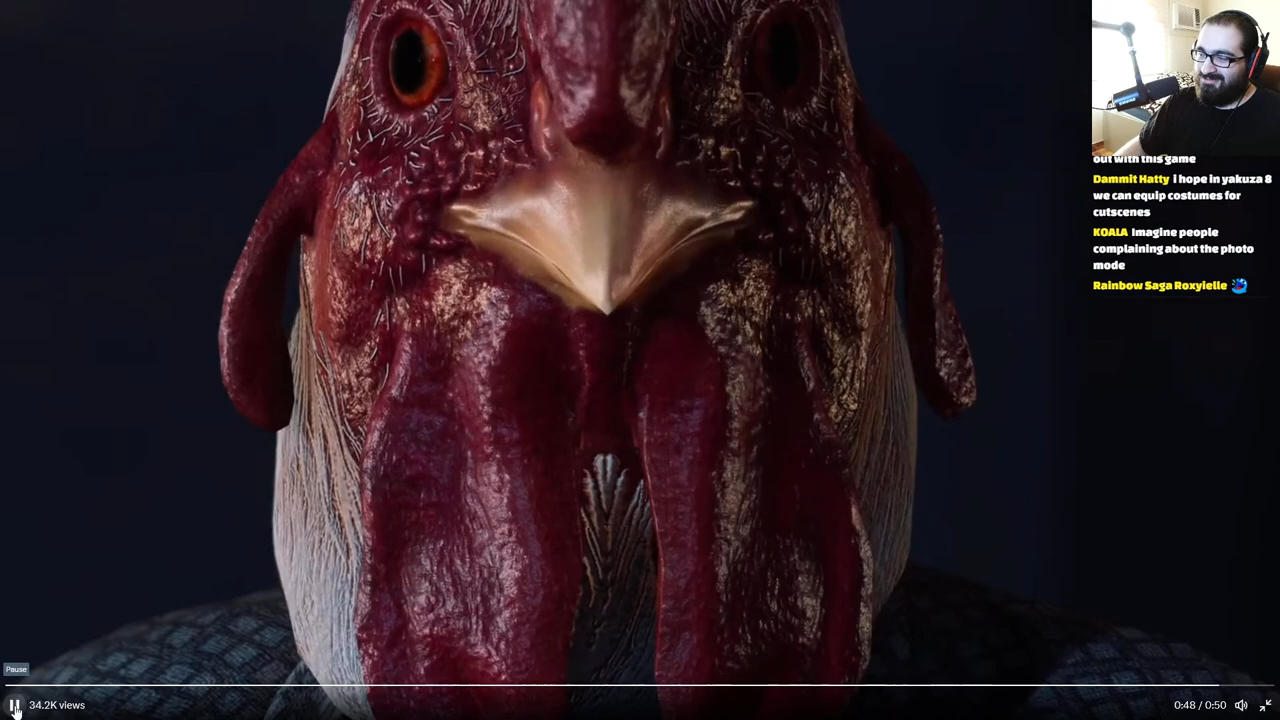 out with this game
Dammit Hatty i hope in yakuza 8
we can equip costumes for
cutscenes
KOALA Imagine people
complaining about the photo
mode
Rainbow Saga Roxyielle
Pause
34.2K views
0:48 / 0:50